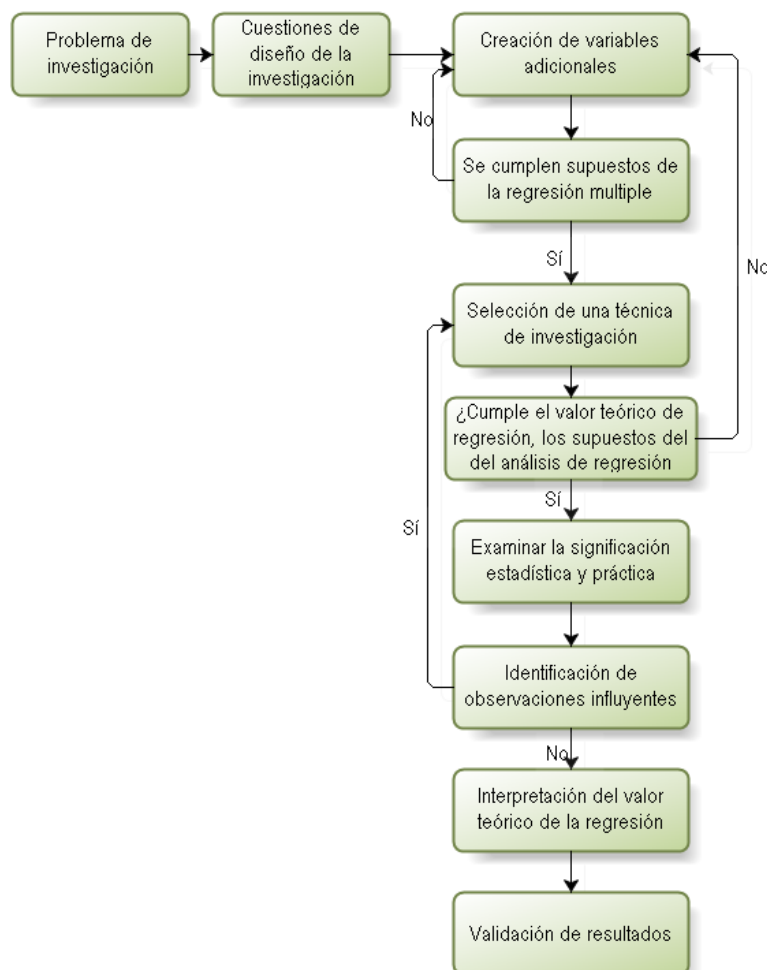 Problema de
investigación
Cuestiones de
diseño de la
investigación
Creación de variables
adicionales
No
Se cumplen supuestos de
la regresión multiple
Sí
No
Selección de una técnica
de investigación
¿Cumple el valor teórico de
regresión, los supuestos del
del análisis de regresión
Sí
Sí
Examinar la significación
estadística y práctica
Identificación de
observaciones influyentes
No
Interpretación del valor
teórico de la regresión
Validación de resultados